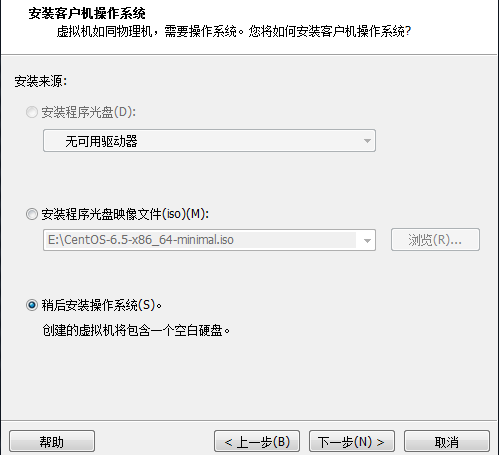 安装客户机操作系统
虚拟机如同物理机，需要操作系统。您将如何安装客户机操作系统?
安装来源:
安装程序光盘(D):
无可用驱动器
安装程序光盘映像文件(iso)(M):
E:\CentOS-6.5-x86_64-minimal.iso
浏览(R)...
稍后安装操作系统(S)。
创建的虚拟机将包含一个空白硬盘。
帮助
< 上一步(B)
下一步(N) >
取消